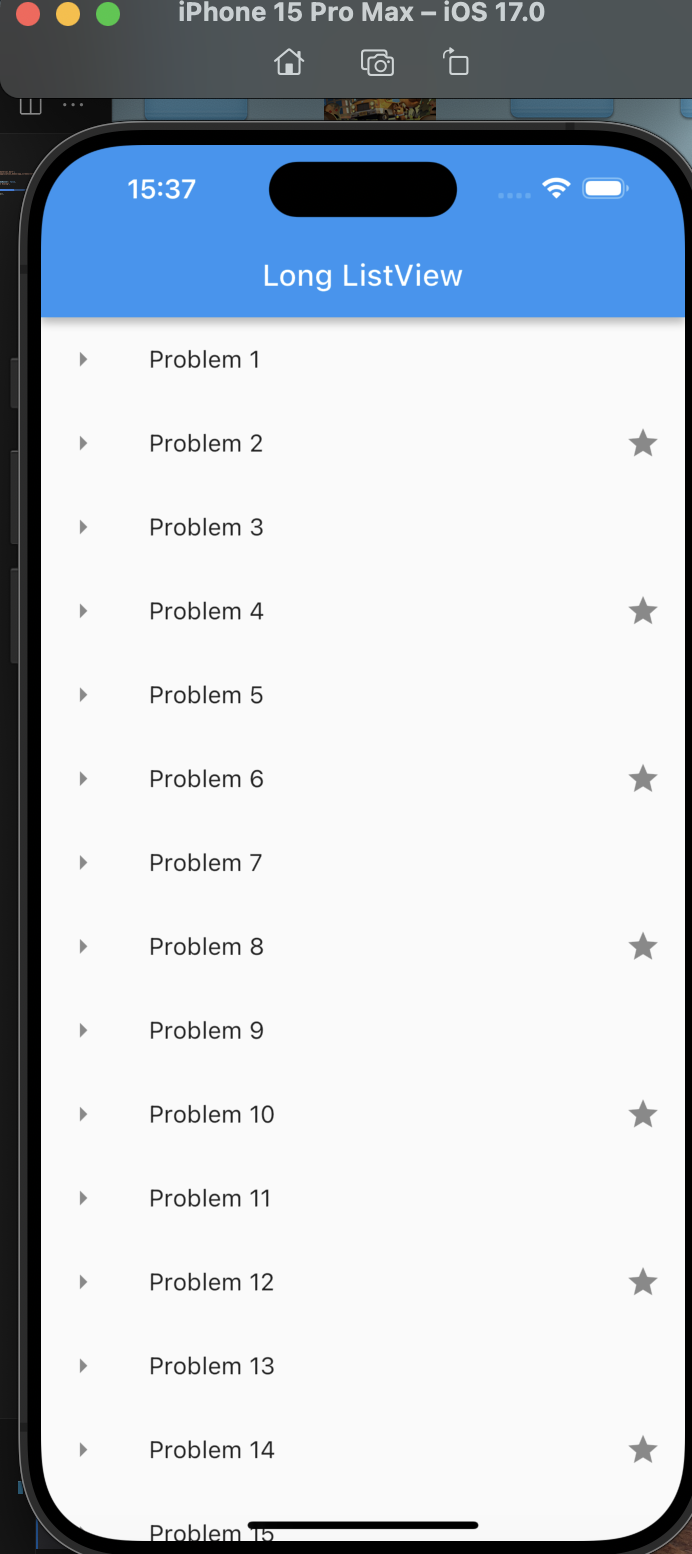 iPhone 15 Pro Max – iOS 17.0
15:37
Long ListView
Problem 1
Problem 2
Problem 3
Problem 4
Problem 5
Problem 6
Problem 7
Problem 8
Problem 9
Problem 10
Problem 11
Problem 12
Problem 13
Problem 14
Problem 15